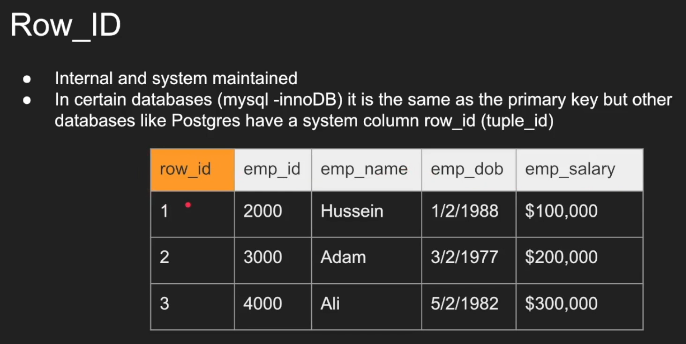 Row_ID
● Internal and system maintained
● In certain databases (mysql -innoDB) it is the same as the primary key but other
databases like Postgres have a system column row_id (tuple_id)
row_id emp_id emp_name emp_dob emp_salary
1 2000 Hussein 1/2/1988 $100,000
2 3000 Adam 3/2/1977 $200,000
3 4000 Ali 5/2/1982 $300,000